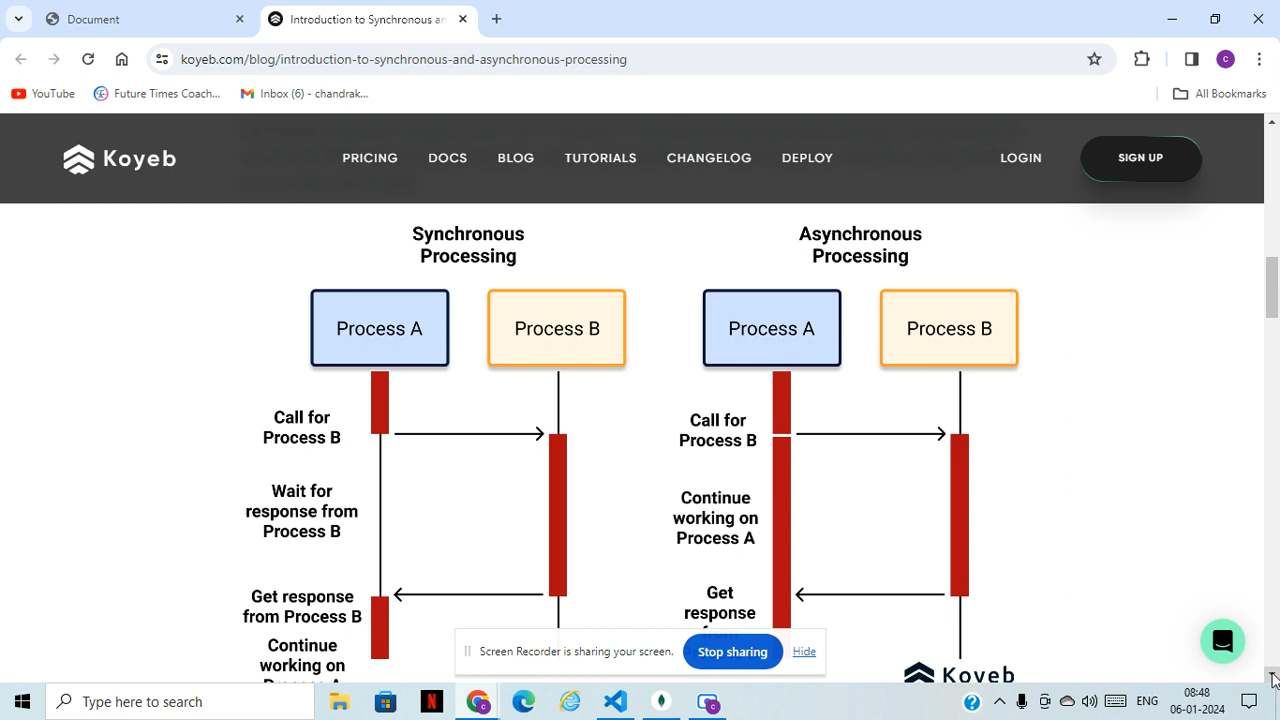 Document
Introduction to Synchronous an
koyeb.com/blog/introduction-to-synchronous-and-asynchronous-processing
YouTube
Future Times Coach...
Inbox (6) - chandrak...
All Bookmarks
Koyeb
PRICING
DOCS
BLOG
TUTORIALS
CHANGELOG
DEPLOY
LOGIN
SIGN UP
Synchronous
Processing
Asynchronous
Processing
Process A
Process B
Process A
Process B
Call for
Process B
Call for
Process B
Wait for
response from
Process B
Continue
working on
Process A
Get response
from Process B
Get
response
Continue
working on
Screen Recorder is sharing your screen.
Stop sharing
Hide
Koyeb
Type here to search
ENG
08:48
06-01-2024